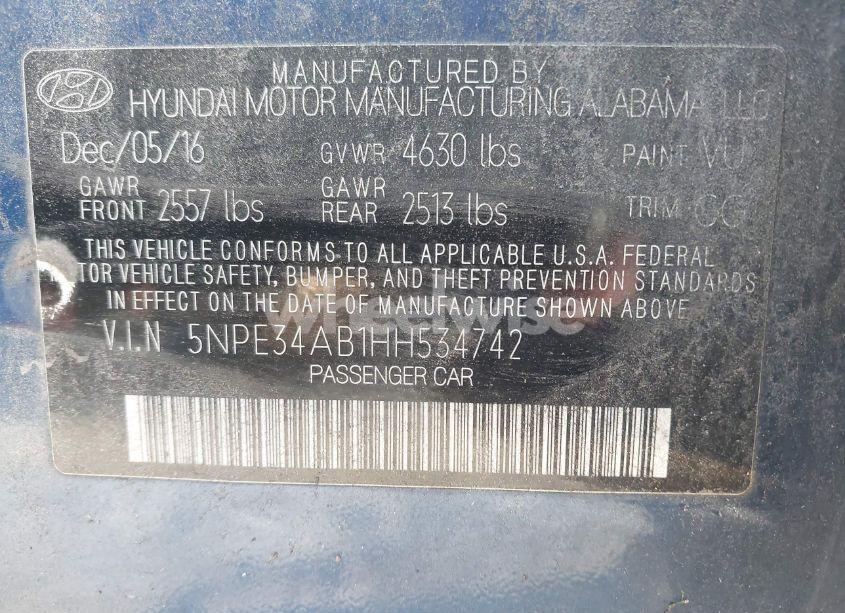 MANUFACTURED BY
HYUNDAI MOTOR MANUFACTURING ALABAMA, LLC
Dec/05/16 GVWR 4630 lbs PAINT VU
GAWR FRONT 2557 lbs GAWR REAR 2513 lbs TRIM
THIS VEHICLE CONFORMS TO ALL APPLICABLE U.S.A. FEDERAL
TOR VEHICLE SAFETY, BUMPER, AND THEFT PREVENTION STANDARDS
IN EFFECT ON THE DATE OF MANUFACTURE SHOWN ABOVE.
wheelwise
V.I.N 5NPE34AB1HH534742
PASSENGER CAR